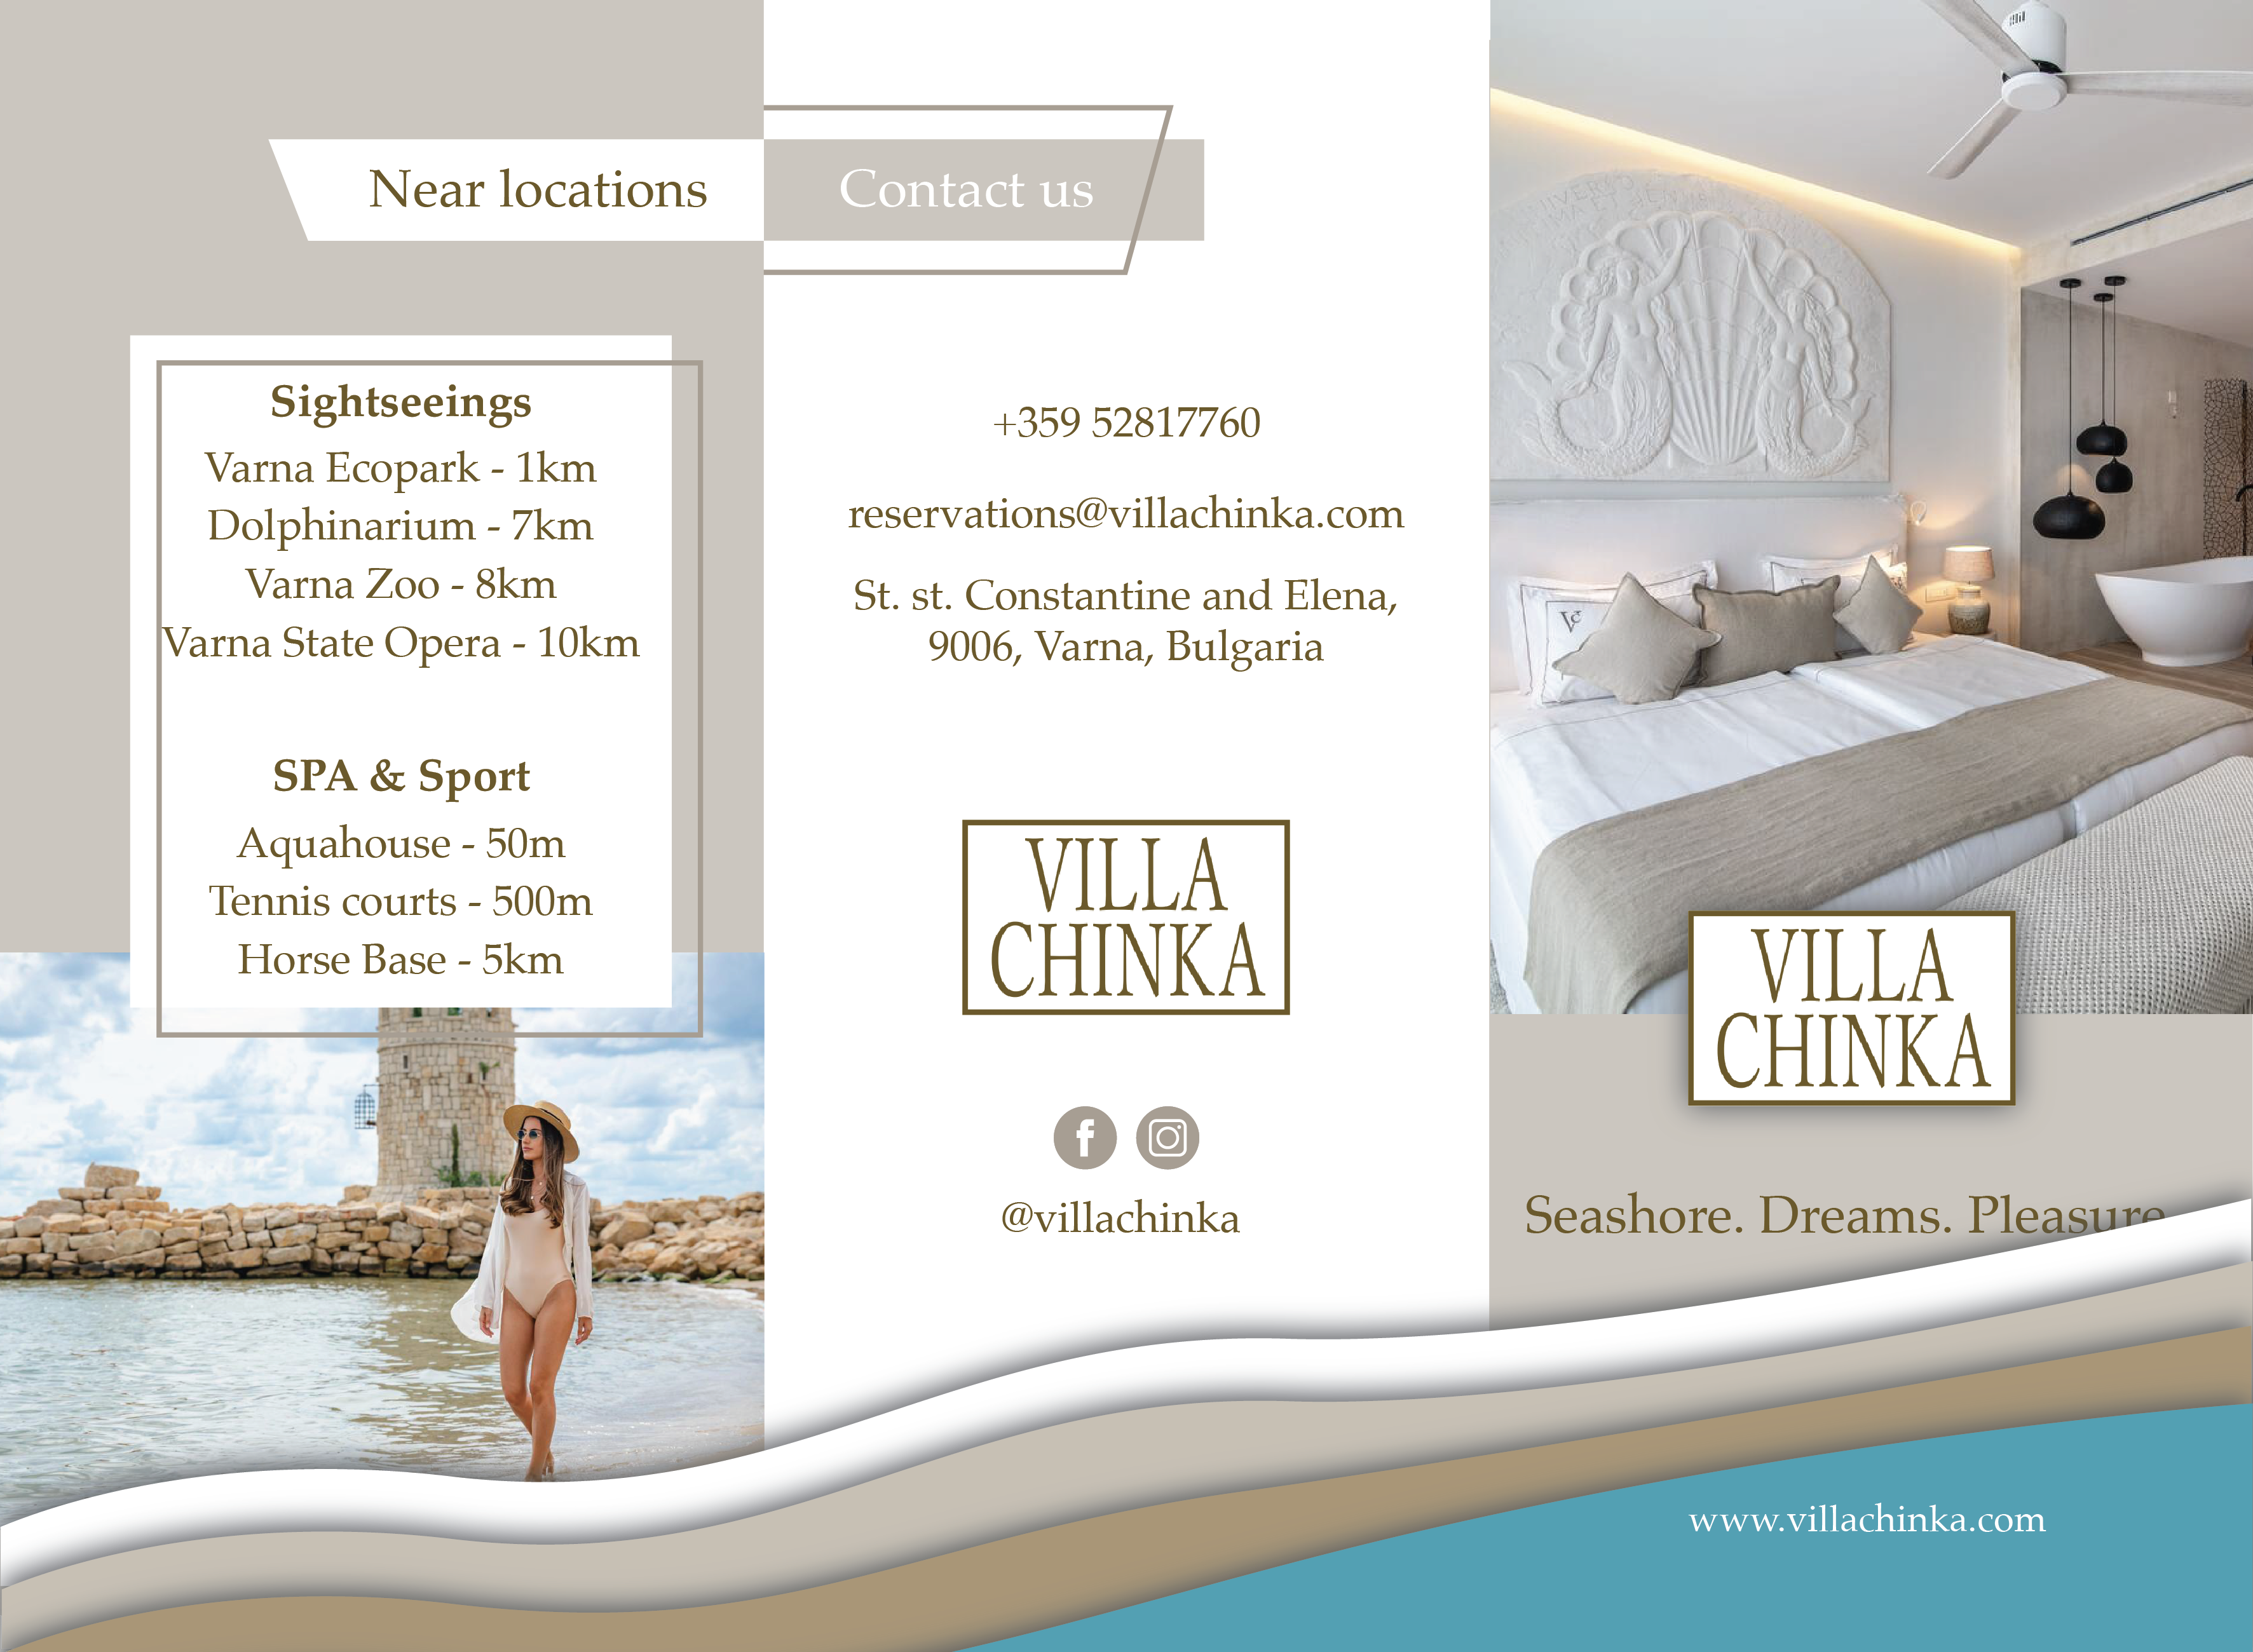 Near locations
Sightseeings
Varna Ecopark - 1km
Dolphinarium - 7km
Varna Zoo - 8km
Varna State Opera - 10km
SPA & Sport
Aquahouse - 50m
Tennis courts - 500m
Horse Base - 5km
Contact us
+359 52817760
reservations@villachinka.com
St. st. Constantine and Elena,
9006, Varna, Bulgaria
VILLA
CHINKA
@villachinka
VILLA
CHINKA
Seashore. Dreams. Pleasure
www.villachinka.com